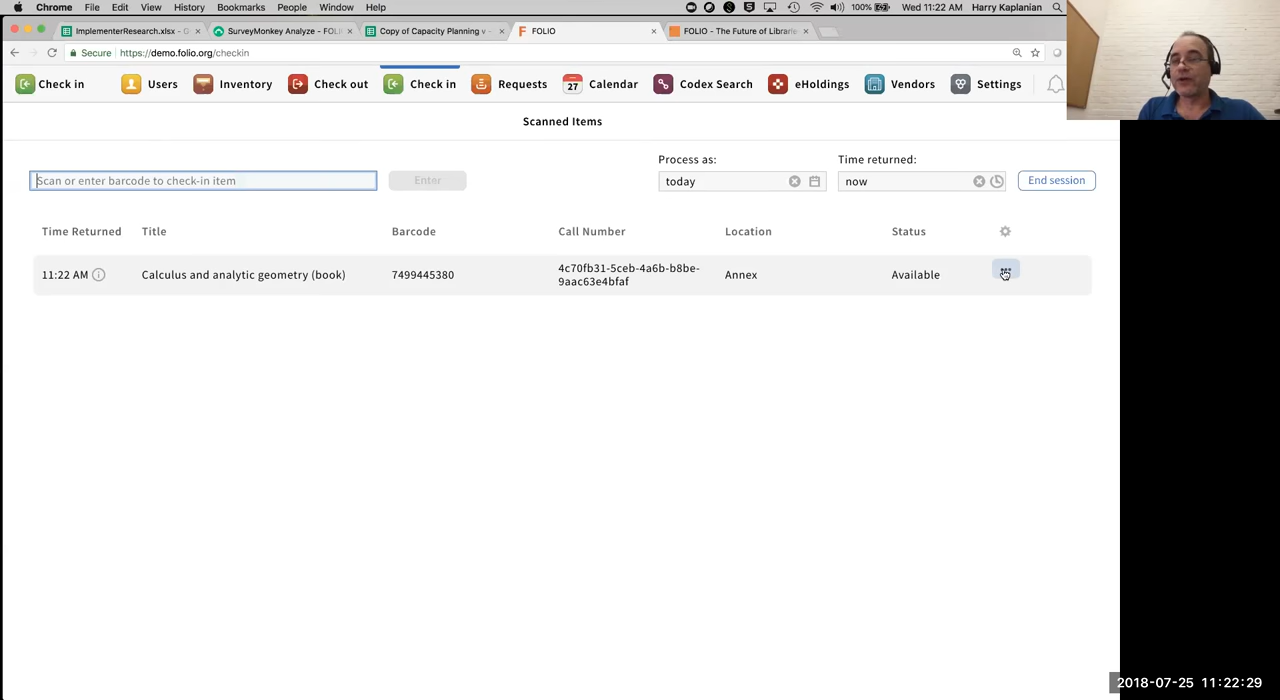 Chrome File Edit View History Bookmarks People Window Help 100% Wed 11:22 AM Harry Kaplanian
ImplementerResearch.xlsx - G SurveyMonkey Analyze - FOLI Copy of Capacity Planning v - FOLIO FOLIO - The Future of Librarie
Secure https://demo.folio.org/checkin
Check in Users Inventory Check out Check in Requests 27 Calendar Codex Search eHoldings Vendors Settings
Scanned Items
Process as: Time returned:
Scan or enter barcode to check-in item Enter today now End session
Time Returned Title Barcode Call Number Location Status
11:22 AM Calculus and analytic geometry (book) 7499445380 4c70fb31-5ceb-4a6b-b8be- Annex Available
9aac63e4bfaf
2018-07-25 11:22:29